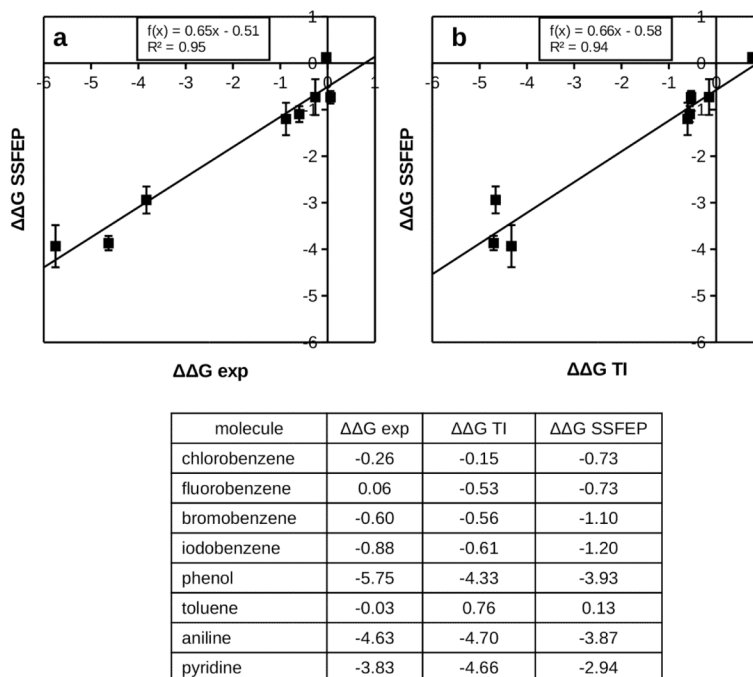 a
f(x) = 0.65x - 0.51
R² = 0.95
1
0
-6 -5 -4 -3 -2 -1 0 1
-1
-2
-3
-4
-5
-6
ΔΔG SSFEP
ΔΔG exp
b
f(x) = 0.66x - 0.58
R² = 0.94
1
0
-6 -5 -4 -3 -2 -1 0
-1
-2
-3
-4
-5
-6
ΔΔG SSFEP
ΔΔG TI
molecule ΔΔG exp ΔΔG TI ΔΔG SSFEP
chlorobenzene -0.26 -0.15 -0.73
fluorobenzene 0.06 -0.53 -0.73
bromobenzene -0.60 -0.56 -1.10
iodobenzene -0.88 -0.61 -1.20
phenol -5.75 -4.33 -3.93
toluene -0.03 0.76 0.13
aniline -4.63 -4.70 -3.87
pyridine -3.83 -4.66 -2.94